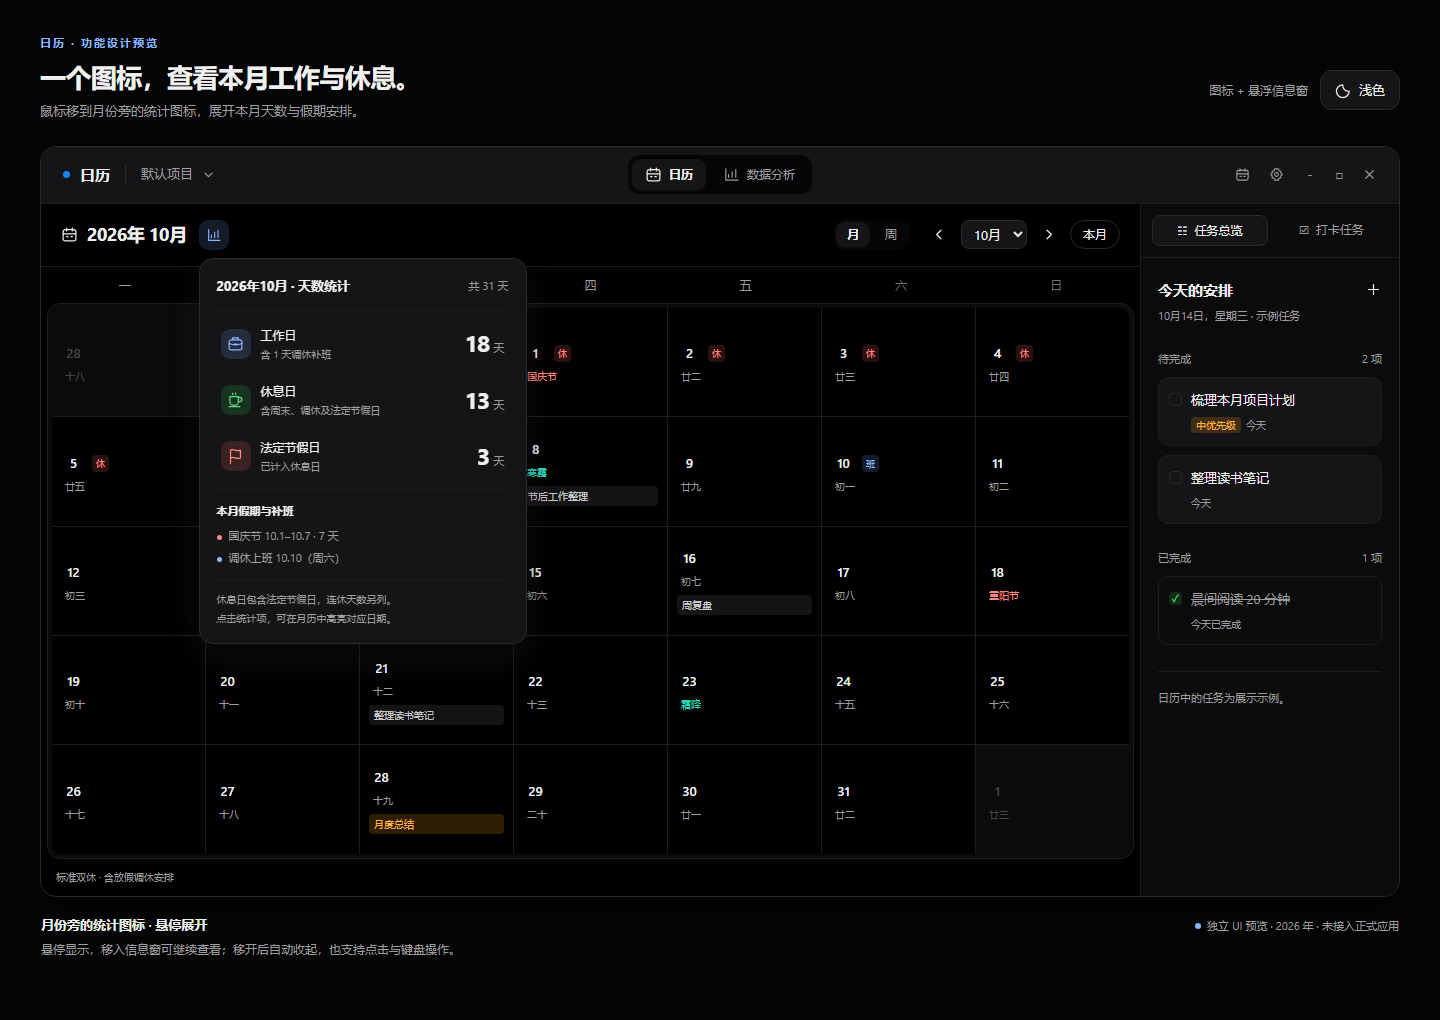 日历 · 功能设计预览
一个图标，查看本月工作与休息。
鼠标移到月份旁的统计图标，展开本月天数与假期安排。
图标 + 悬浮信息窗
浅色
日历
默认项目
日历
数据分析
2026年 10月
月
周
10月
本月
任务总览
打卡任务
一
四
五
六
日
2026年10月 · 天数统计
共 31 天
工作日
含 1 天调休补班
18 天
休息日
含周末、调休及法定节假日
13 天
法定节假日
已计入休息日
3 天
本月假期与补班
国庆节 10.1–10.7 · 7 天
调休上班 10.10（周六）
休息日包含法定节假日，连休天数另列。
点击统计项，可在月历中高亮对应日期。
28
十八
1 休
国庆节
2 休
廿二
3 休
廿三
4 休
廿四
5 休
廿五
8
寒露
节后工作整理
9
廿九
10 班
初一
11
初二
12
初三
15
初六
16
初七
周复盘
17
初八
18
重阳节
19
初十
20
十一
21
十二
整理读书笔记
22
十三
23
霜降
24
十五
25
十六
26
十七
27
十八
28
十九
月度总结
29
二十
30
廿一
31
廿二
1
廿三
标准双休 · 含放假调休安排
今天的安排
10月14日，星期三 · 示例任务
待完成
2 项
梳理本月项目计划
中优先级 今天
整理读书笔记
今天
已完成
1 项
晨间阅读 20 分钟
今天已完成
日历中的任务为展示示例。
月份旁的统计图标 · 悬停展开
悬停显示，移入信息窗可继续查看；移开后自动收起，也支持点击与键盘操作。
独立 UI 预览 · 2026 年 · 未接入正式应用